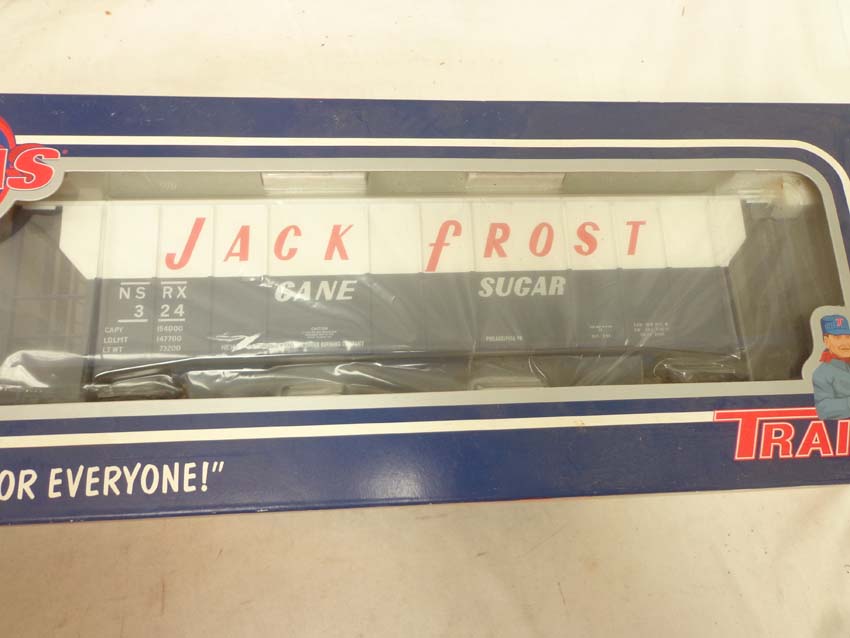 JACK FROST
CANE SUGAR
NS RX
3 24
CAPY 154000
LD LMT 147700
LT WT 73200
CAUTION
PHILADELPHIA PA
OR EVERYONE!"
TRAI